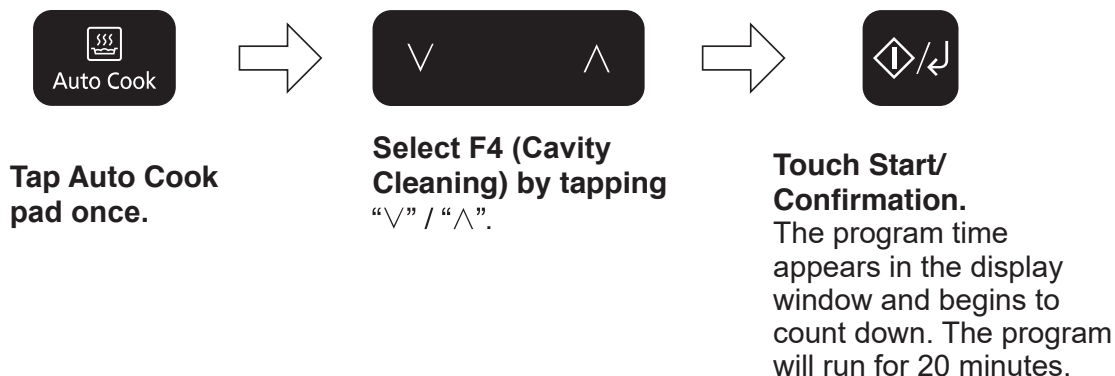 Auto Cook
∨ ∧
/
Tap Auto Cook
pad once.
Select F4 (Cavity
Cleaning) by tapping
“∨” / “∧”.
Touch Start/
Confirmation.
The program time
appears in the display
window and begins to
count down. The program
will run for 20 minutes.